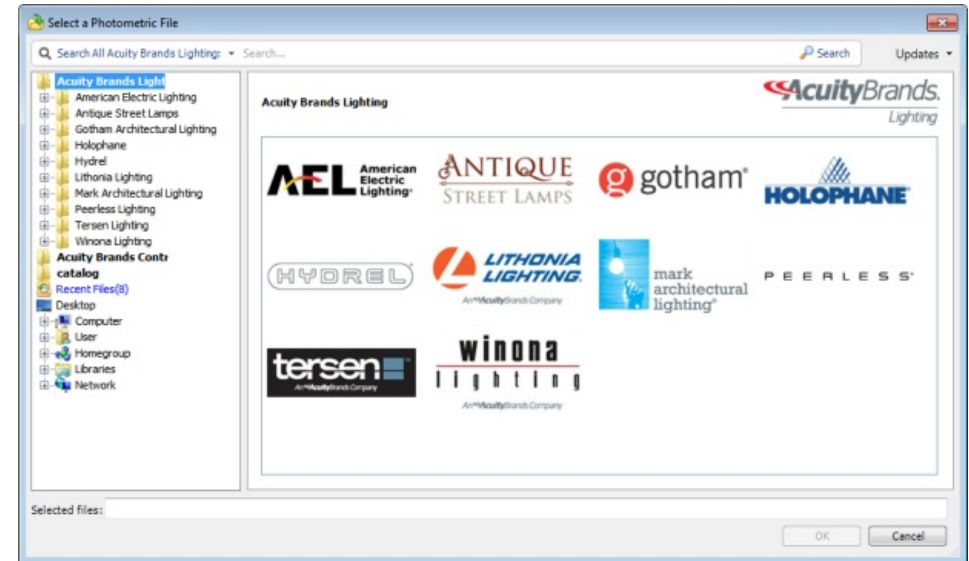 Select a Photometric File
Search All Acuity Brands Lighting: Search... Search Updates
Acuity Brands Light
American Electric Lighting
Antique Street Lamps
Gotham Architectural Lighting
Holophane
Hydrel
Lithonia Lighting
Mark Architectural Lighting
Peerless Lighting
Tersen Lighting
Winona Lighting
Acuity Brands Contr
catalog
Recent Files(8)
Desktop
Computer
User
Homegroup
Libraries
Network
Acuity Brands Lighting
AcuityBrands.
Lighting
AEL American
Electric
Lighting
ANTIQUE
STREET LAMPS
gotham®
HOLOPHANE
HYDREL
LITHONIA
LIGHTING.
An AcuityBrands Company
mark
architectural
lighting®
PEERLESS
tersen
An AcuityBrands Company
winona
lighting
An AcuityBrands Company
Selected files:
OK Cancel